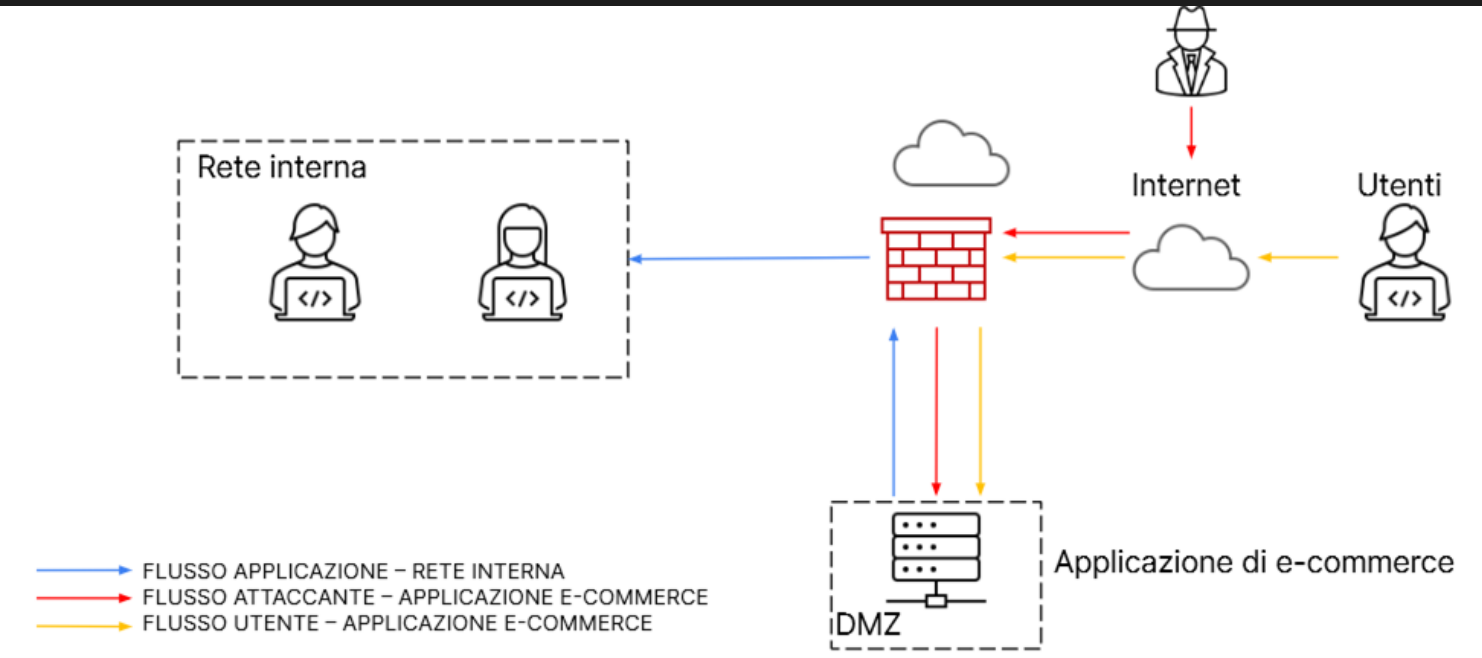 Internet
Utenti
Rete interna
</>
</>
</>
Applicazione di e-commerce
DMZ
FLUSSO APPLICAZIONE – RETE INTERNA
FLUSSO ATTACCANTE – APPLICAZIONE E-COMMERCE
FLUSSO UTENTE – APPLICAZIONE E-COMMERCE